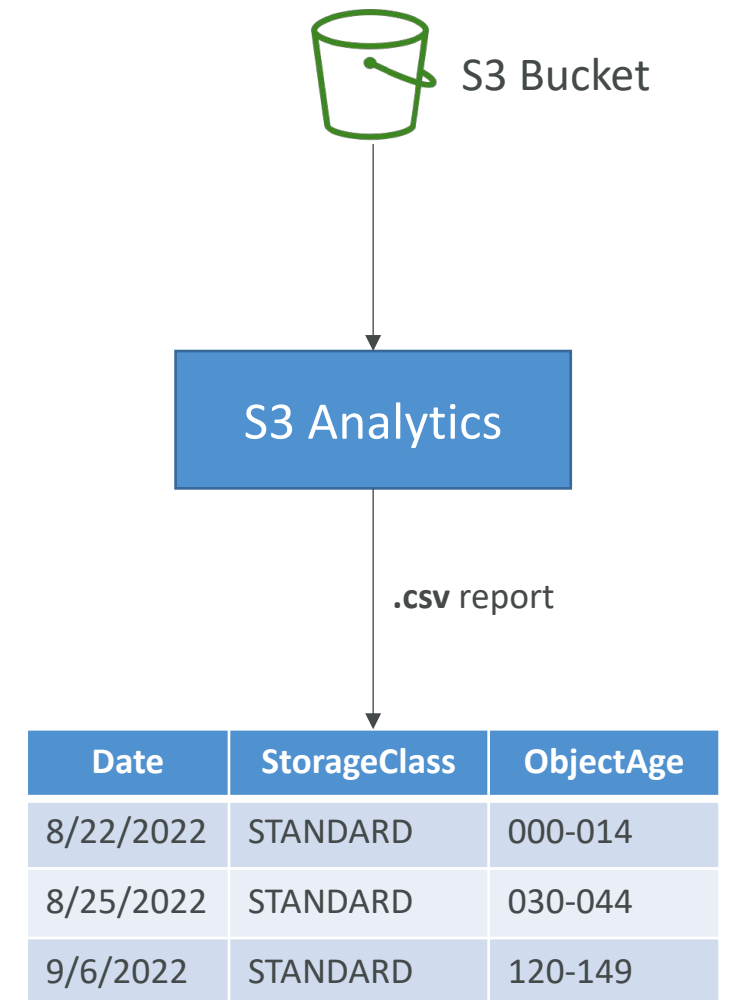 S3 Bucket
S3 Analytics
.csv report
Date StorageClass ObjectAge
8/22/2022 STANDARD 000-014
8/25/2022 STANDARD 030-044
9/6/2022 STANDARD 120-149